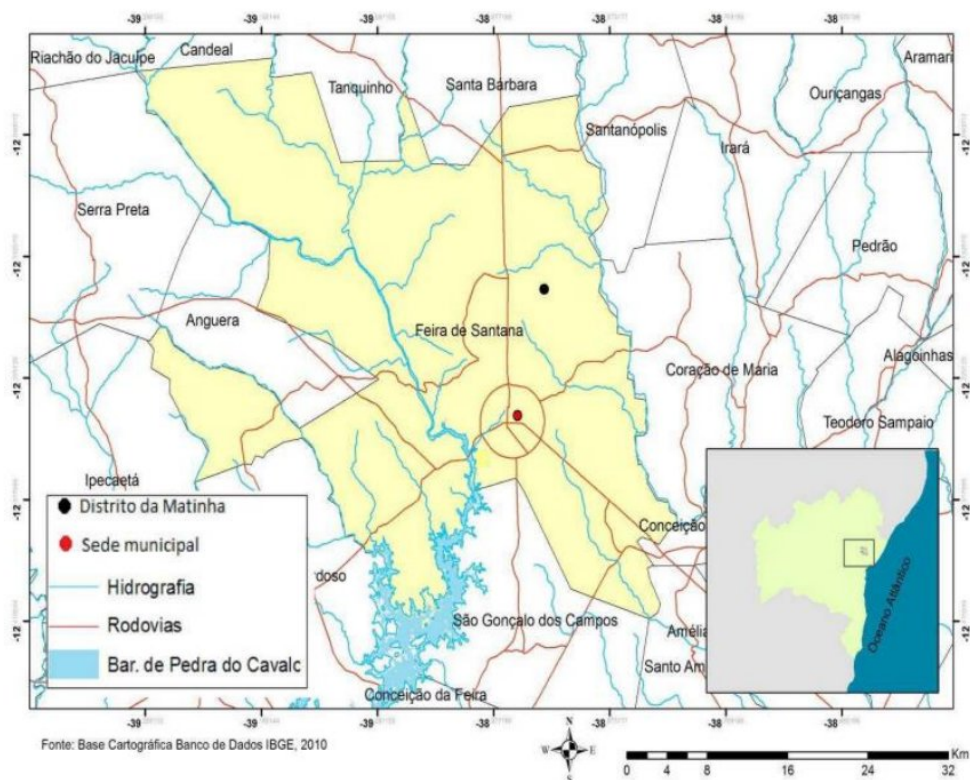 Riachão do Jacuípe
Candeal
Tanquinho
Santa Bárbara
Santanópolis
Ouriçangas
Aramari
Irará
Serra Preta
Pedrão
Anguera
Feira de Santana
Coração de Maria
Alagoinhas
Teodoro Sampaio
Ipecaetá
Conceição
doso
São Gonçalo dos Campos
Amélia
Santo Am
Conceição da Feira
Distrito da Matinha
Sede municipal
Hidrografia
Rodovias
Bar. de Pedra do Cavalc
Oceano Atlântico
Fonte: Base Cartográfica Banco de Dados IBGE, 2010
N
W E
S
Km
0 2 4 8 16 24 32